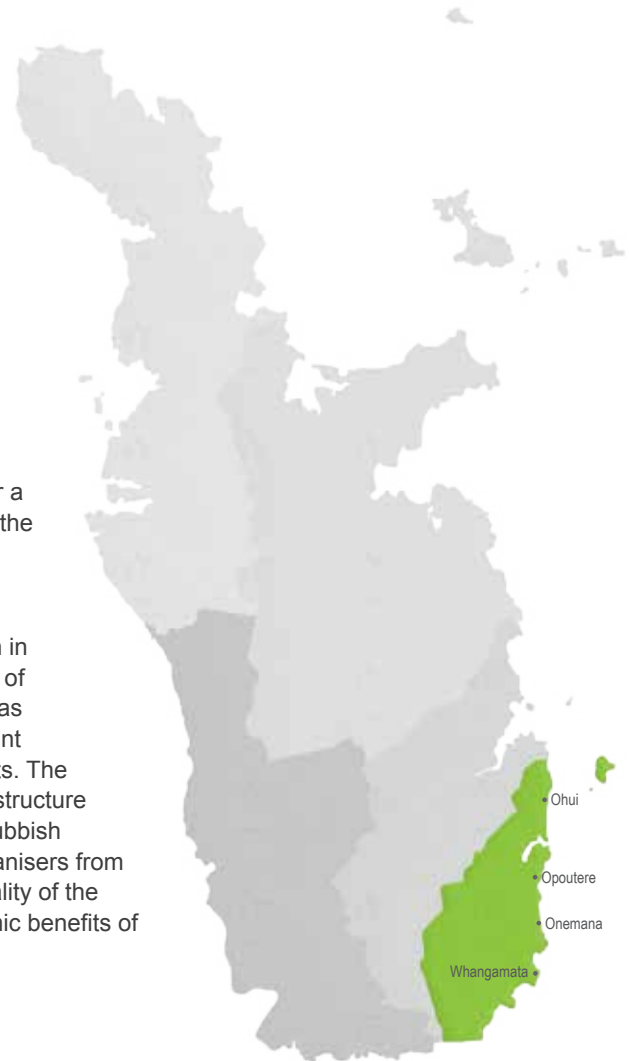 r a
the
n in
of
as
nt
ts. The
structure
ubbish
anisers from
ality of the
nic benefits of
Ohui
Opoutere
Onemana
Whangamata